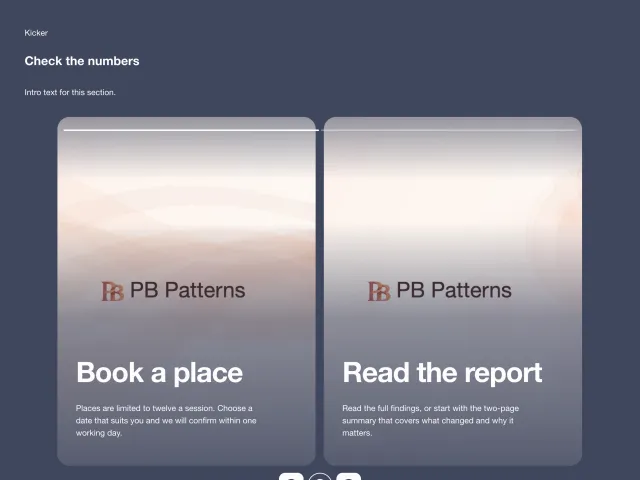 Kicker
Check the numbers
Intro text for this section.
PB PB Patterns
Book a place
Places are limited to twelve a session. Choose a
date that suits you and we will confirm within one
working day.
PB PB Patterns
Read the report
Read the full findings, or start with the two-page
summary that covers what changed and why it
matters.